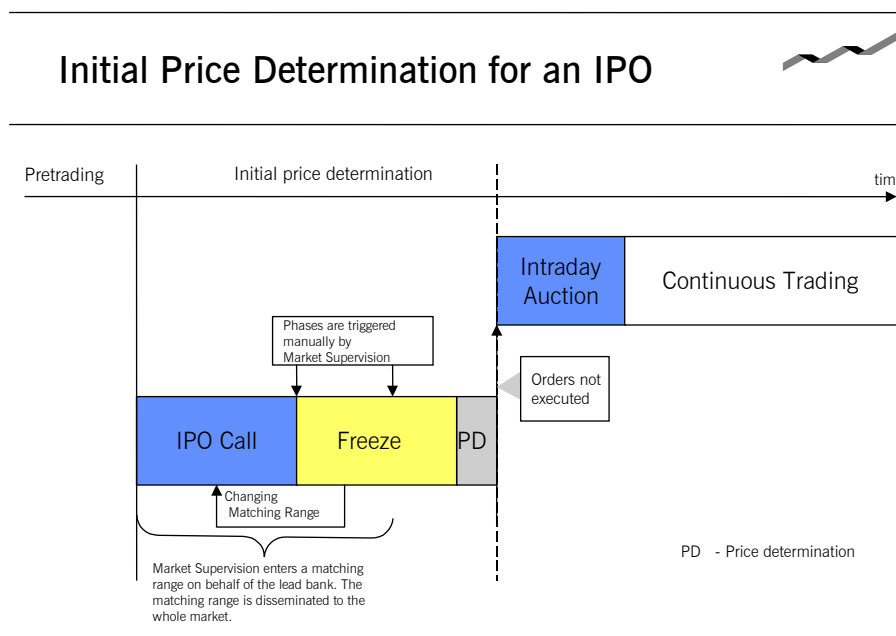 Initial Price Determination for an IPO
Pretrading
Initial price determination
tim
Intraday
Auction
Continuous Trading
Phases are triggered
manually by
Market Supervision
Orders not
executed
IPO Call
Freeze
PD
Changing
Matching Range
PD - Price determination
Market Supervision enters a matching
range on behalf of the lead bank. The
matching range is disseminated to the
whole market.